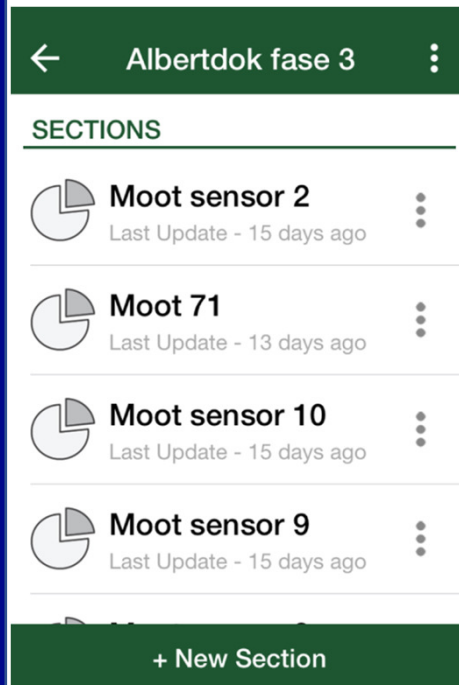 Albertdok fase 3
SECTIONS
Moot sensor 2
Last Update - 15 days ago
Moot 71
Last Update - 13 days ago
Moot sensor 10
Last Update - 15 days ago
Moot sensor 9
Last Update - 15 days ago
+ New Section